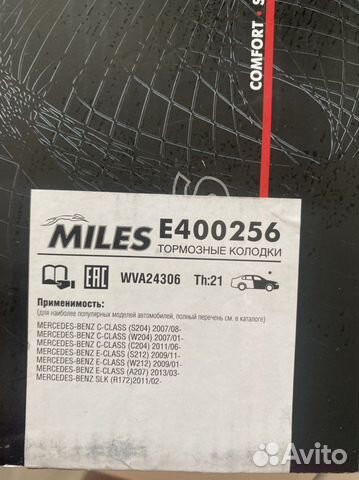 COMFORT • S
MILES E400256
ТОРМОЗНЫЕ КОЛОДКИ
EAC WVA24306 Th:21
Применимость:
(для наиболее популярных моделей автомобилей, полный перечень см. в каталоге)
MERCEDES-BENZ C-CLASS (S204) 2007/08-
MERCEDES-BENZ C-CLASS (W204) 2007/01-
MERCEDES-BENZ C-CLASS (C204) 2011/06-
MERCEDES-BENZ E-CLASS (S212) 2009/11-
MERCEDES-BENZ E-CLASS (W212) 2009/01-
MERCEDES-BENZ E-CLASS (A207) 2013/03-
MERCEDES-BENZ SLK (R172)2011/02-
Avito